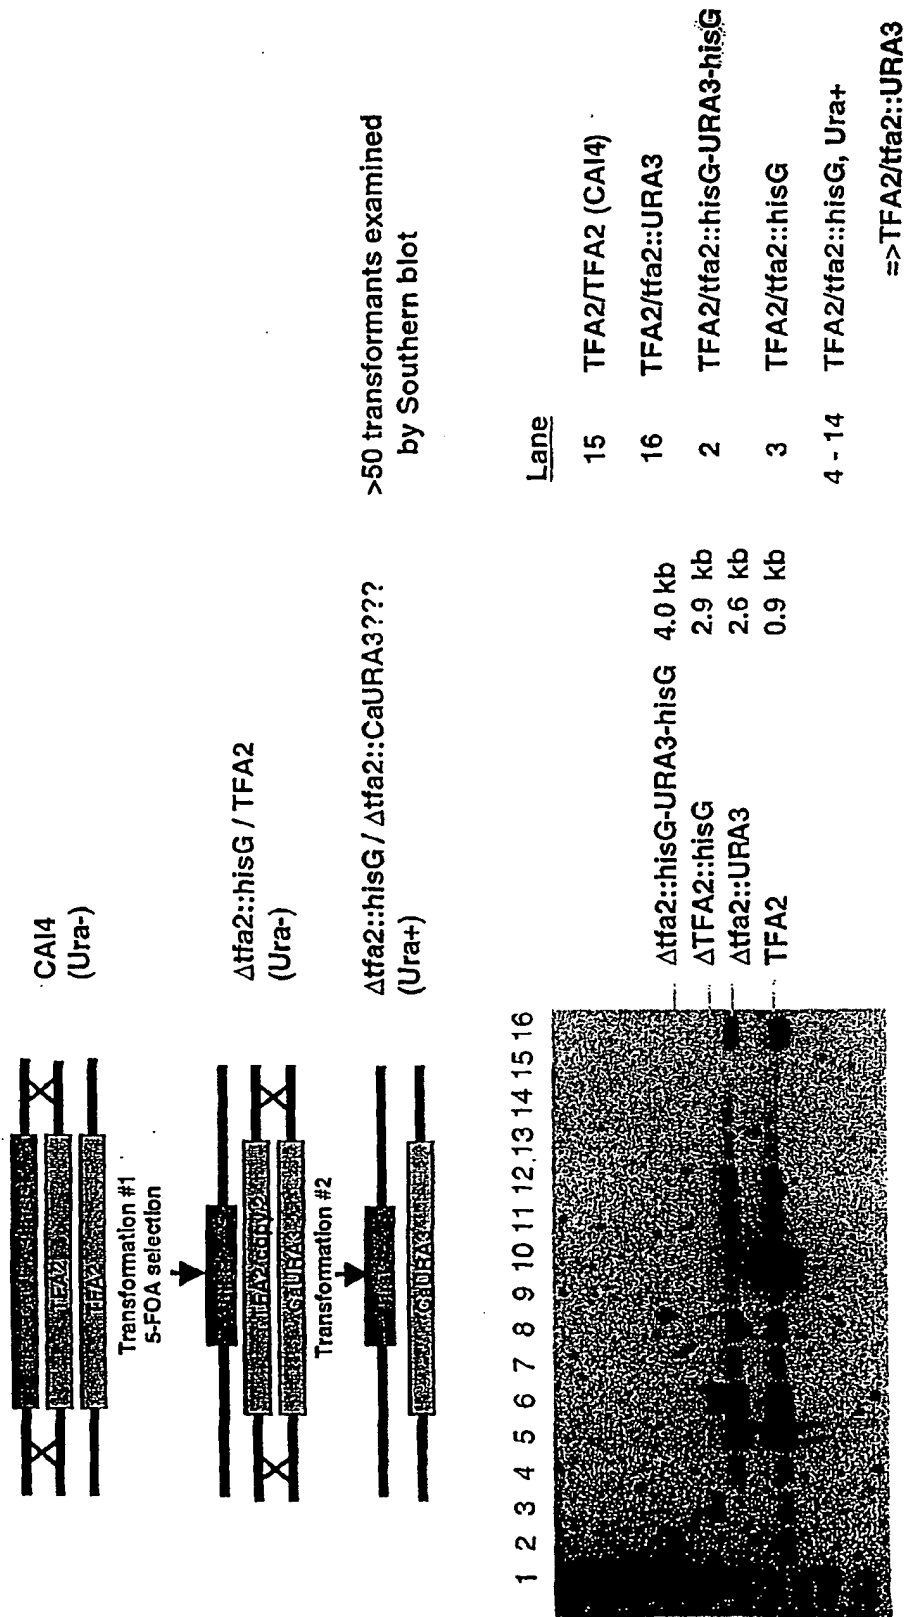 CAI4
(Ura-)
Transformation #1
5-FOA selection
Δtfa2::hisG / TFA2
(Ura-)
Transformation #2
Δtfa2::hisG / Δtfa2::CaURA3???
(Ura+)
>50 transformants examined
by Southern blot
1 2 3 4 5 6 7 8 9 10 11 12 13 14 15 16
Δtfa2::hisG-URA3-hisG 4.0 kb
ΔTFA2::hisG 2.9 kb
Δtfa2::URA3 2.6 kb
TFA2 0.9 kb
Lane
15 TFA2/TFA2 (CAI4)
16 TFA2/tfa2::URA3
2 TFA2/tfa2::hisG-URA3-hisG
3 TFA2/tfa2::hisG
4 - 14 TFA2/tfa2::hisG, Ura+
=>TFA2/tfa2::URA3